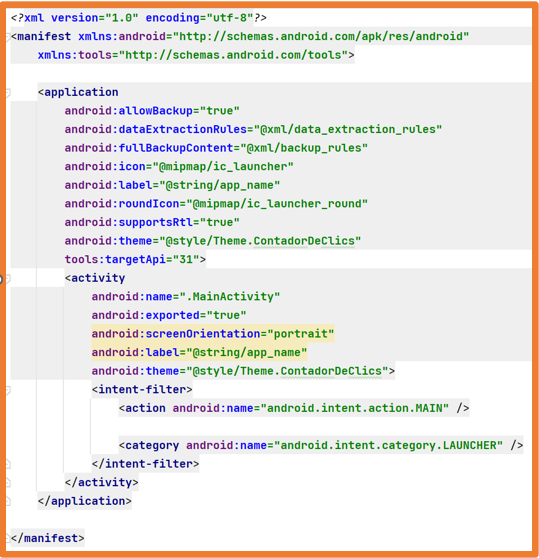 <?xml version="1.0" encoding="utf-8"?>
<manifest xmlns:android="http://schemas.android.com/apk/res/android"
    xmlns:tools="http://schemas.android.com/tools">

    <application
        android:allowBackup="true"
        android:dataExtractionRules="@xml/data_extraction_rules"
        android:fullBackupContent="@xml/backup_rules"
        android:icon="@mipmap/ic_launcher"
        android:label="@string/app_name"
        android:roundIcon="@mipmap/ic_launcher_round"
        android:supportsRtl="true"
        android:theme="@style/Theme.ContadorDeClics"
        tools:targetApi="31">
        <activity
            android:name=".MainActivity"
            android:exported="true"
            android:screenOrientation="portrait"
            android:label="@string/app_name"
            android:theme="@style/Theme.ContadorDeClics">
            <intent-filter>
                <action android:name="android.intent.action.MAIN" />

                <category android:name="android.intent.category.LAUNCHER" />
            </intent-filter>
        </activity>
    </application>

</manifest>